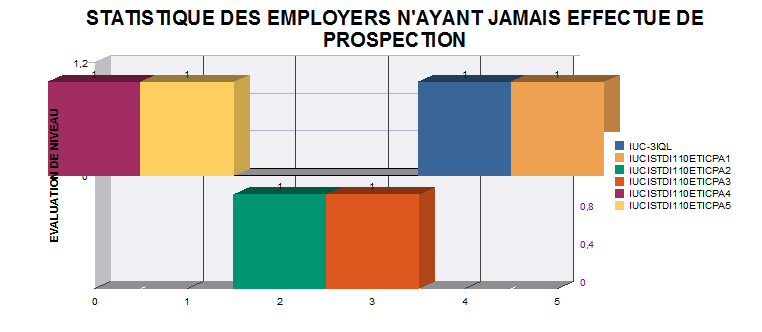 STATISTIQUE DES EMPLOYERS N'AYANT JAMAIS EFFECTUE DE
PROSPECTION
1,2
1 1 1 1
EVALUATION DE NIVEAU
1 1
0,8
0,4
0
0 1 2 3 4 5
IUC-3IQL
IUCISTDI110ETICPA1
IUCISTDI110ETICPA2
IUCISTDI110ETICPA3
IUCISTDI110ETICPA4
IUCISTDI110ETICPA5